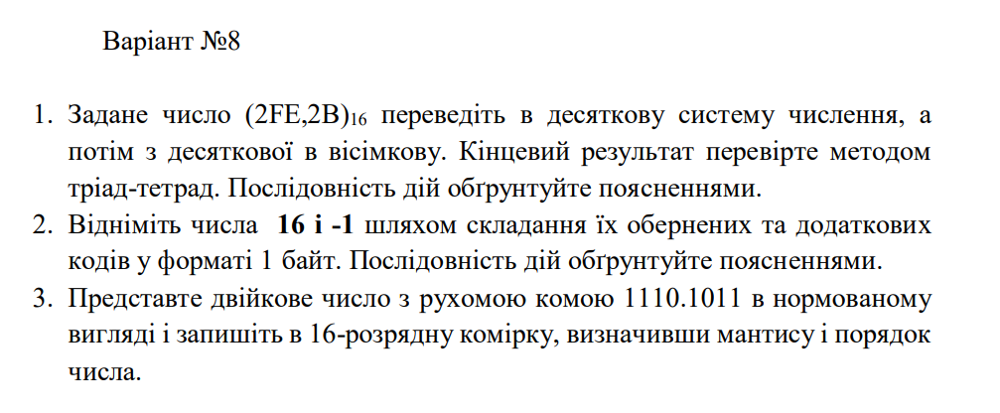 Варіант №8
1. Задане число (2FE,2B)16 переведіть в десяткову систему числення, а
потім з десяткової в вісімкову. Кінцевий результат перевірте методом
тріад-тетрад. Послідовність дій обґрунтуйте поясненнями.
2. Відніміть числа 16 і -1 шляхом складання їх обернених та додаткових
кодів у форматі 1 байт. Послідовність дій обґрунтуйте поясненнями.
3. Представте двійкове число з рухомою комою 1110.1011 в нормованому
вигляді і запишіть в 16-розрядну комірку, визначивши мантису і порядок
числа.